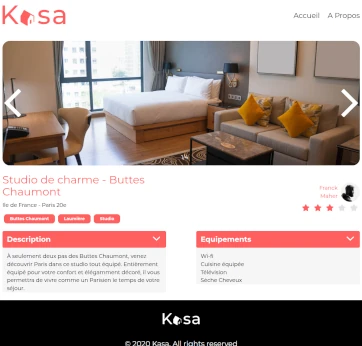 Kasa
Accueil A Propos
1/4
Studio de charme - Buttes
Chaumont
Ile de France - Paris 20e
Buttes Chaumont Laumière Studio
Franck
Maher
Description
À seulement deux pas des Buttes Chaumont, venez
découvrir Paris dans ce studio tout équipé. Entièrement
équipé pour votre confort et élégamment décoré, il vous
permettra de vivre comme un Parisien le temps de votre
séjour.
Equipements
Wi-fi
Cuisine équipée
Télévision
Sèche Cheveux
Kasa
© 2020 Kasa. All rights reserved